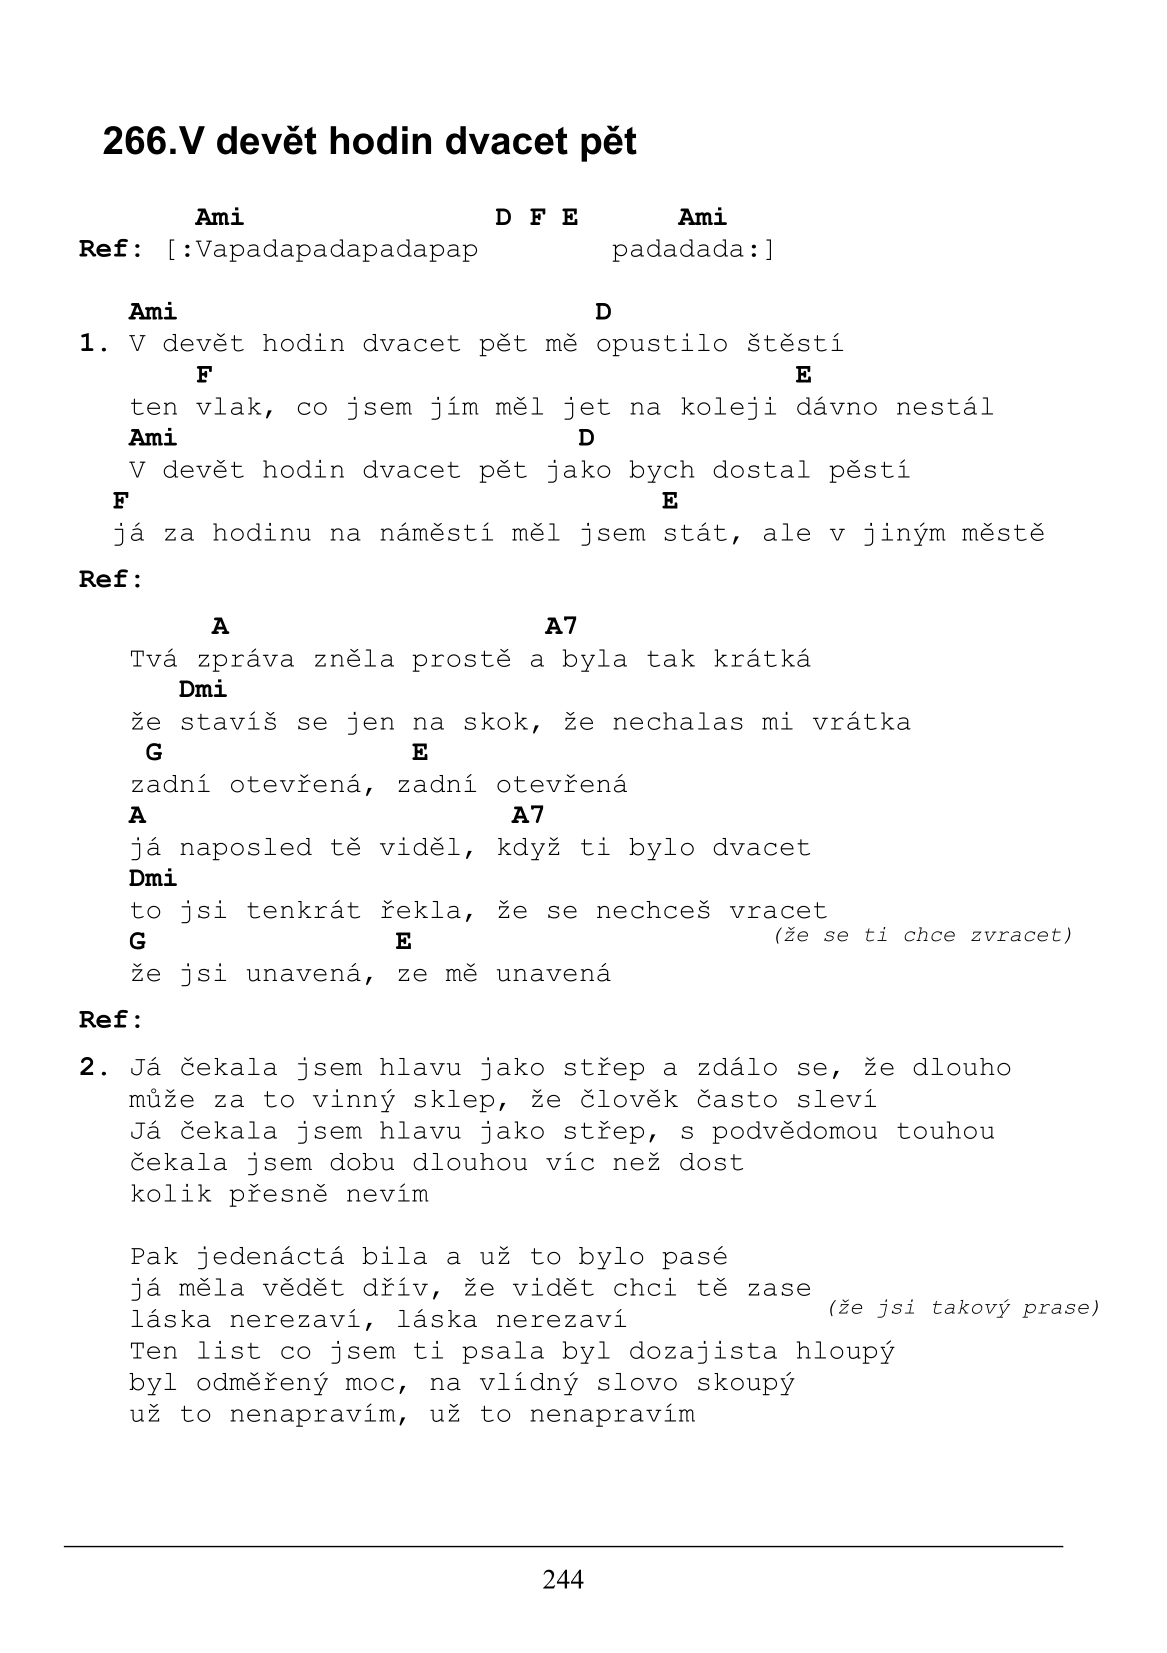 266.V devět hodin dvacet pět
Ami D F E Ami
Ref: [:Vapadapadapadapap padadada:]
Ami D
1. V devět hodin dvacet pět mě opustilo štěstí
F E
ten vlak, co jsem jím měl jet na koleji dávno nestál
Ami D
V devět hodin dvacet pět jako bych dostal pěstí
F E
já za hodinu na náměstí měl jsem stát, ale v jiným městě
Ref:
A A7
Tvá zpráva zněla prostě a byla tak krátká
Dmi
že stavíš se jen na skok, že nechalas mi vrátka
G E
zadní otevřená, zadní otevřená
A A7
já naposled tě viděl, když ti bylo dvacet
Dmi
to jsi tenkrát řekla, že se nechceš vracet
(že se ti chce zvracet)
G E
že jsi unavená, ze mě unavená
Ref:
2. Já čekala jsem hlavu jako střep a zdálo se, že dlouho
může za to vinný sklep, že člověk často sleví
Já čekala jsem hlavu jako střep, s podvědomou touhou
čekala jsem dobu dlouhou víc než dost
kolik přesně nevím
Pak jedenáctá bila a už to bylo pasé
já měla vědět dřív, že vidět chci tě zase
(že jsi takový prase)
láska nerezaví, láska nerezaví
Ten list co jsem ti psala byl dozajista hloupý
byl odměřený moc, na vlídný slovo skoupý
už to nenapravím, už to nenapravím
244